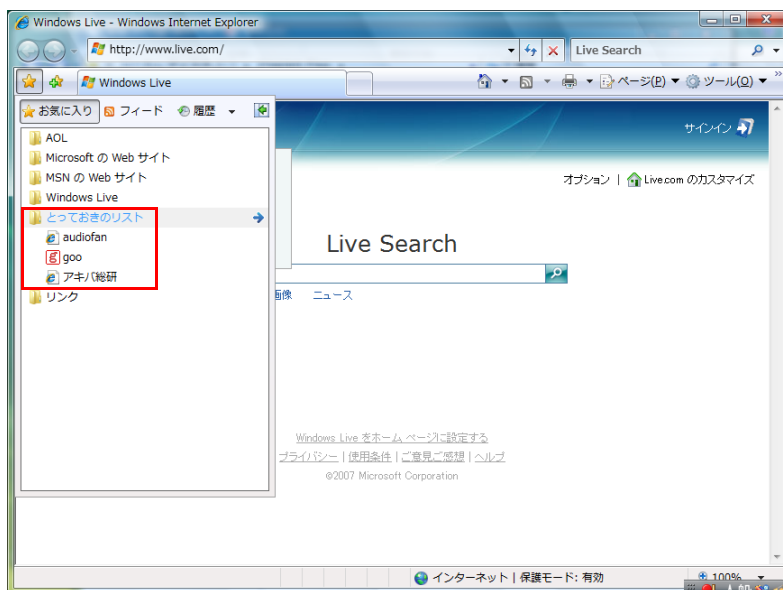 Windows Live - Windows Internet Explorer
http://www.live.com/
Live Search
Windows Live
ページ(P)
ツール(O)
お気に入り
フィード
履歴
AOL
Microsoft の Web サイト
MSN の Web サイト
Windows Live
とっておきのリスト
audiofan
goo
アキバ総研
リンク
サインイン
オプション | Live.com のカスタマイズ
Live Search
画像 ニュース
Windows Live をホーム ページに設定する
プライバシー | 使用条件 | ご意見ご感想 | ヘルプ
©2007 Microsoft Corporation
インターネット | 保護モード: 有効
100%